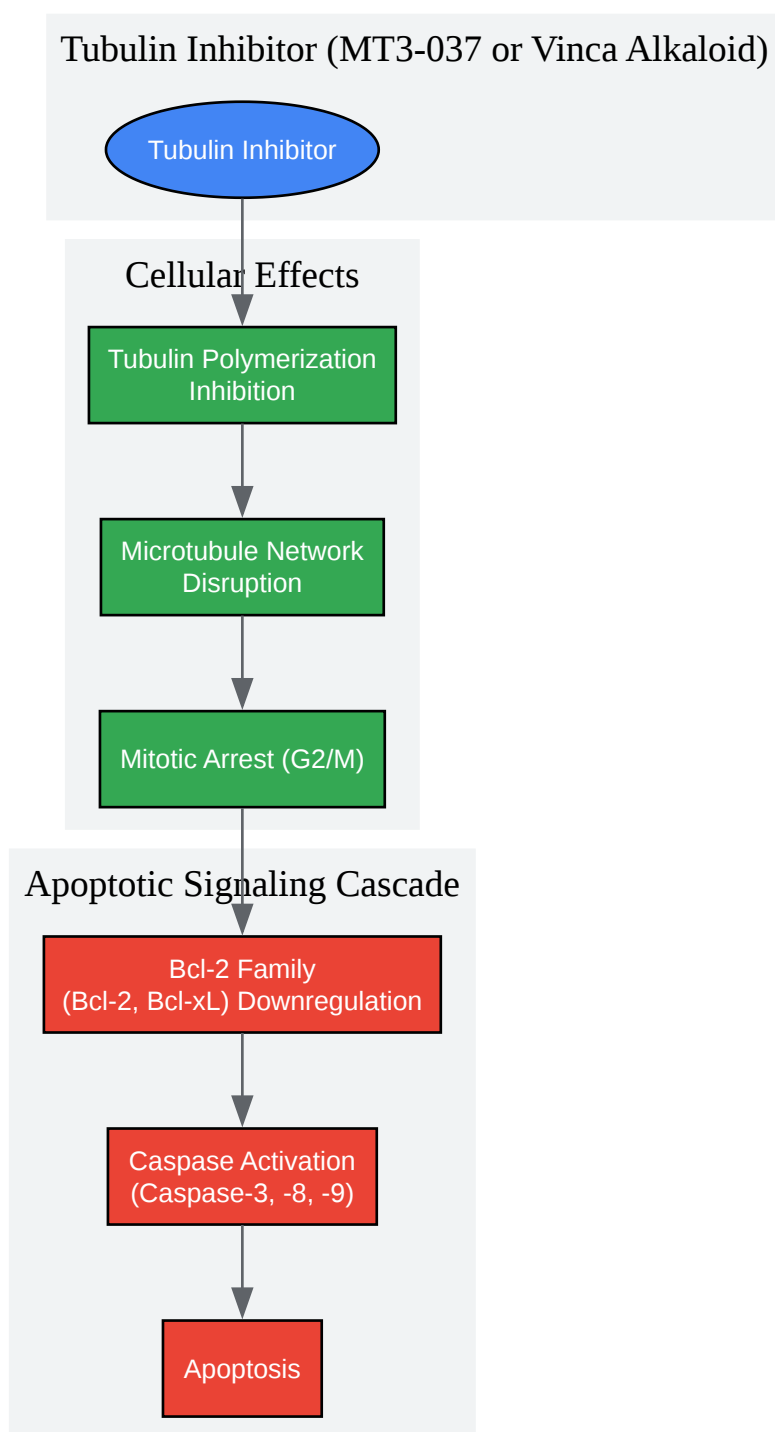 Tubulin Inhibitor (MT3-037 or Vinca Alkaloid)
Tubulin Inhibitor
Cellular Effects
Tubulin Polymerization
Inhibition
Microtubule Network
Disruption
Mitotic Arrest (G2/M)
Apoptotic Signaling Cascade
Bcl-2 Family
(Bcl-2, Bcl-xL) Downregulation
Caspase Activation
(Caspase-3, -8, -9)
Apoptosis